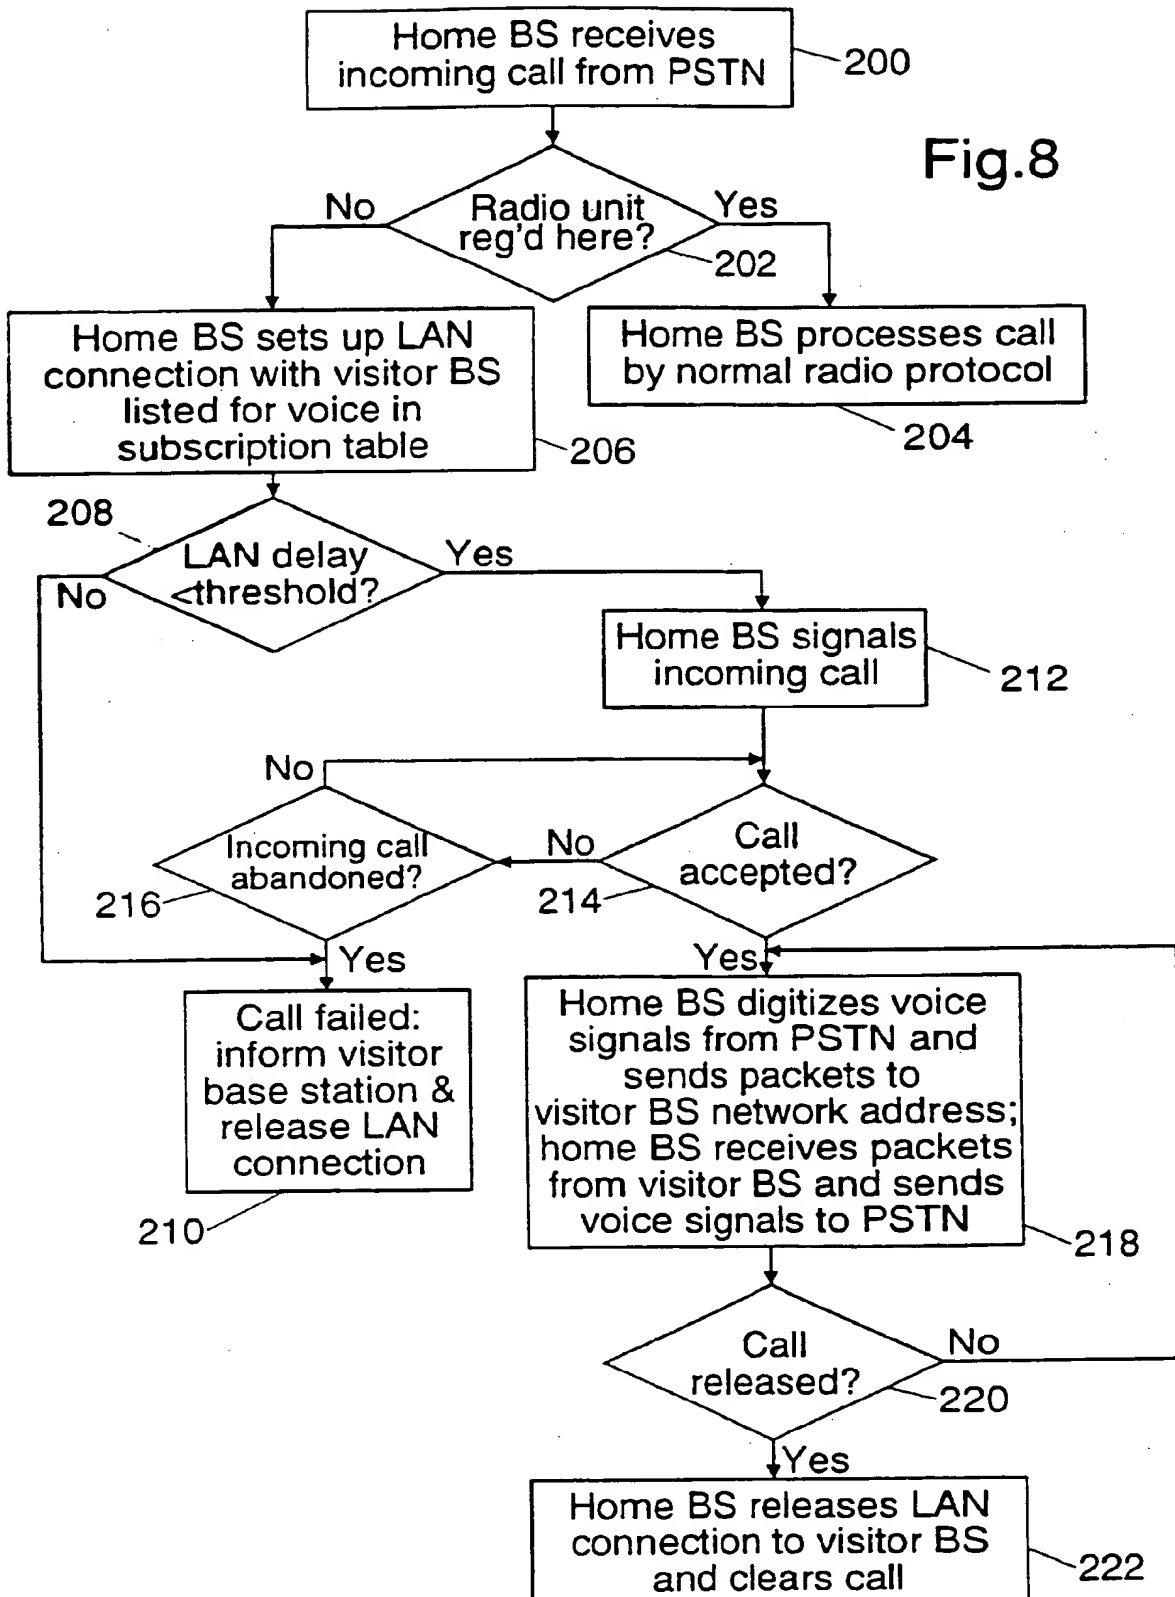 Home BS receives
incoming call from PSTN
200
Fig.8
No
Radio unit
reg'd here?
Yes
202
Home BS sets up LAN
connection with visitor BS
listed for voice in
subscription table
206
Home BS processes call
by normal radio protocol
204
208
LAN delay
<threshold?
Yes
No
Home BS signals
incoming call
212
No
Incoming call
abandoned?
216
No
Call
accepted?
214
Yes
Yes
Call failed:
inform visitor
base station &
release LAN
connection
210
Home BS digitizes voice
signals from PSTN and
sends packets to
visitor BS network address;
home BS receives packets
from visitor BS and sends
voice signals to PSTN
218
Call
released?
No
220
Yes
Home BS releases LAN
connection to visitor BS
and clears call
222